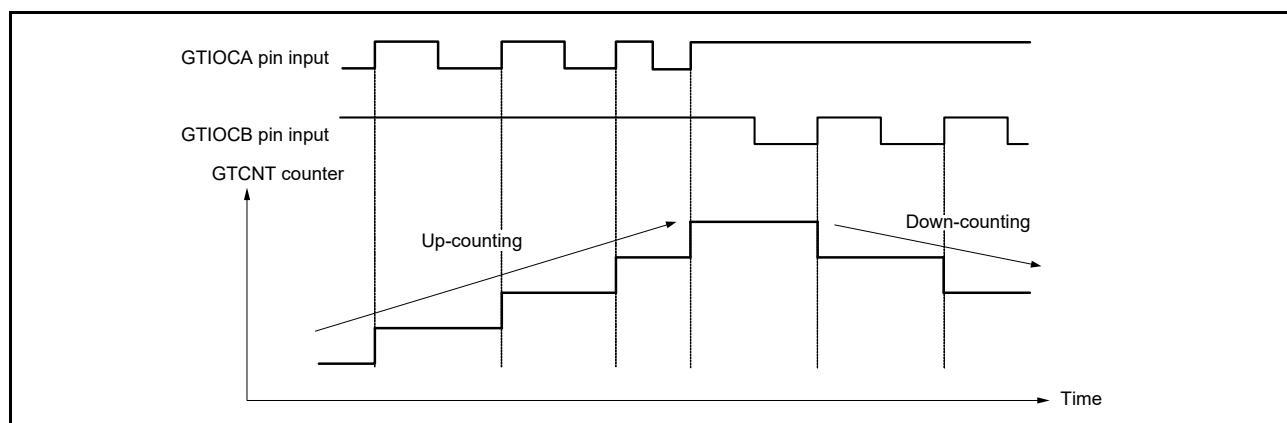 GTIOCA pin input
GTIOCB pin input
GTCNT counter
Up-counting
Down-counting
Time